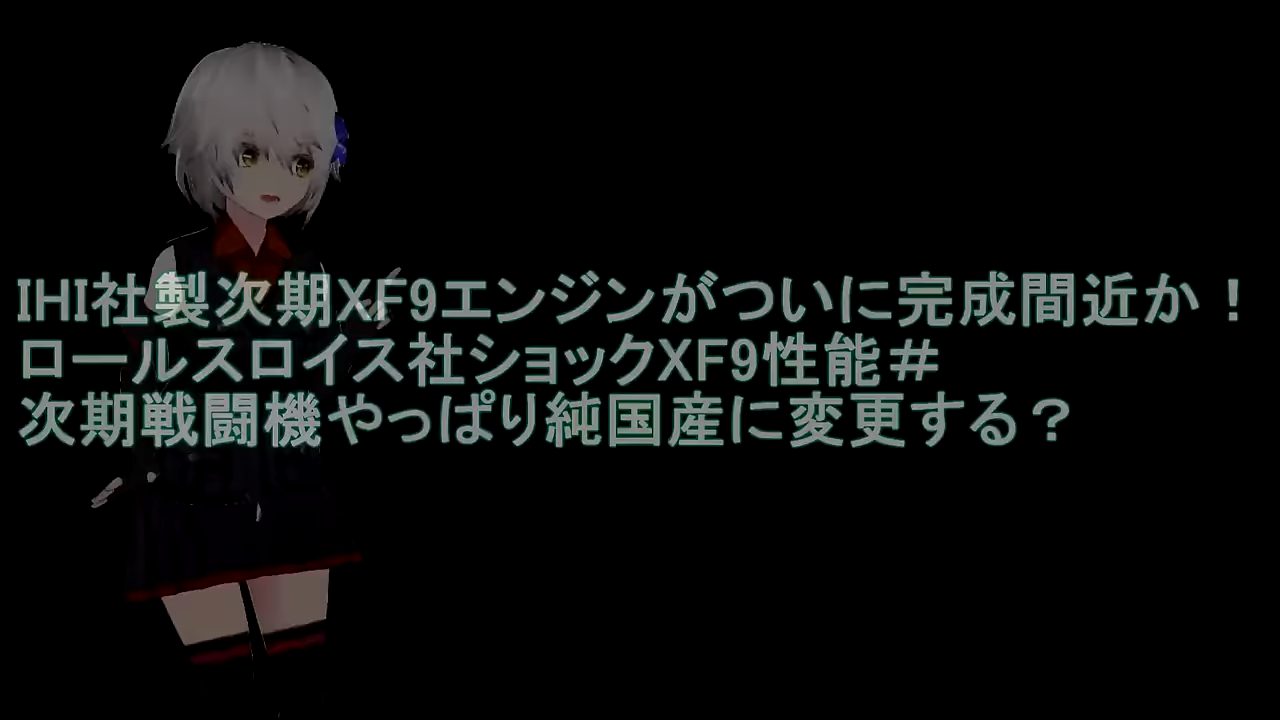 IHI社製次期XF9エンジンがついに完成間近か！
ロールスロイス社ショックXF9性能＃
次期戦闘機やっぱり純国産に変更する？